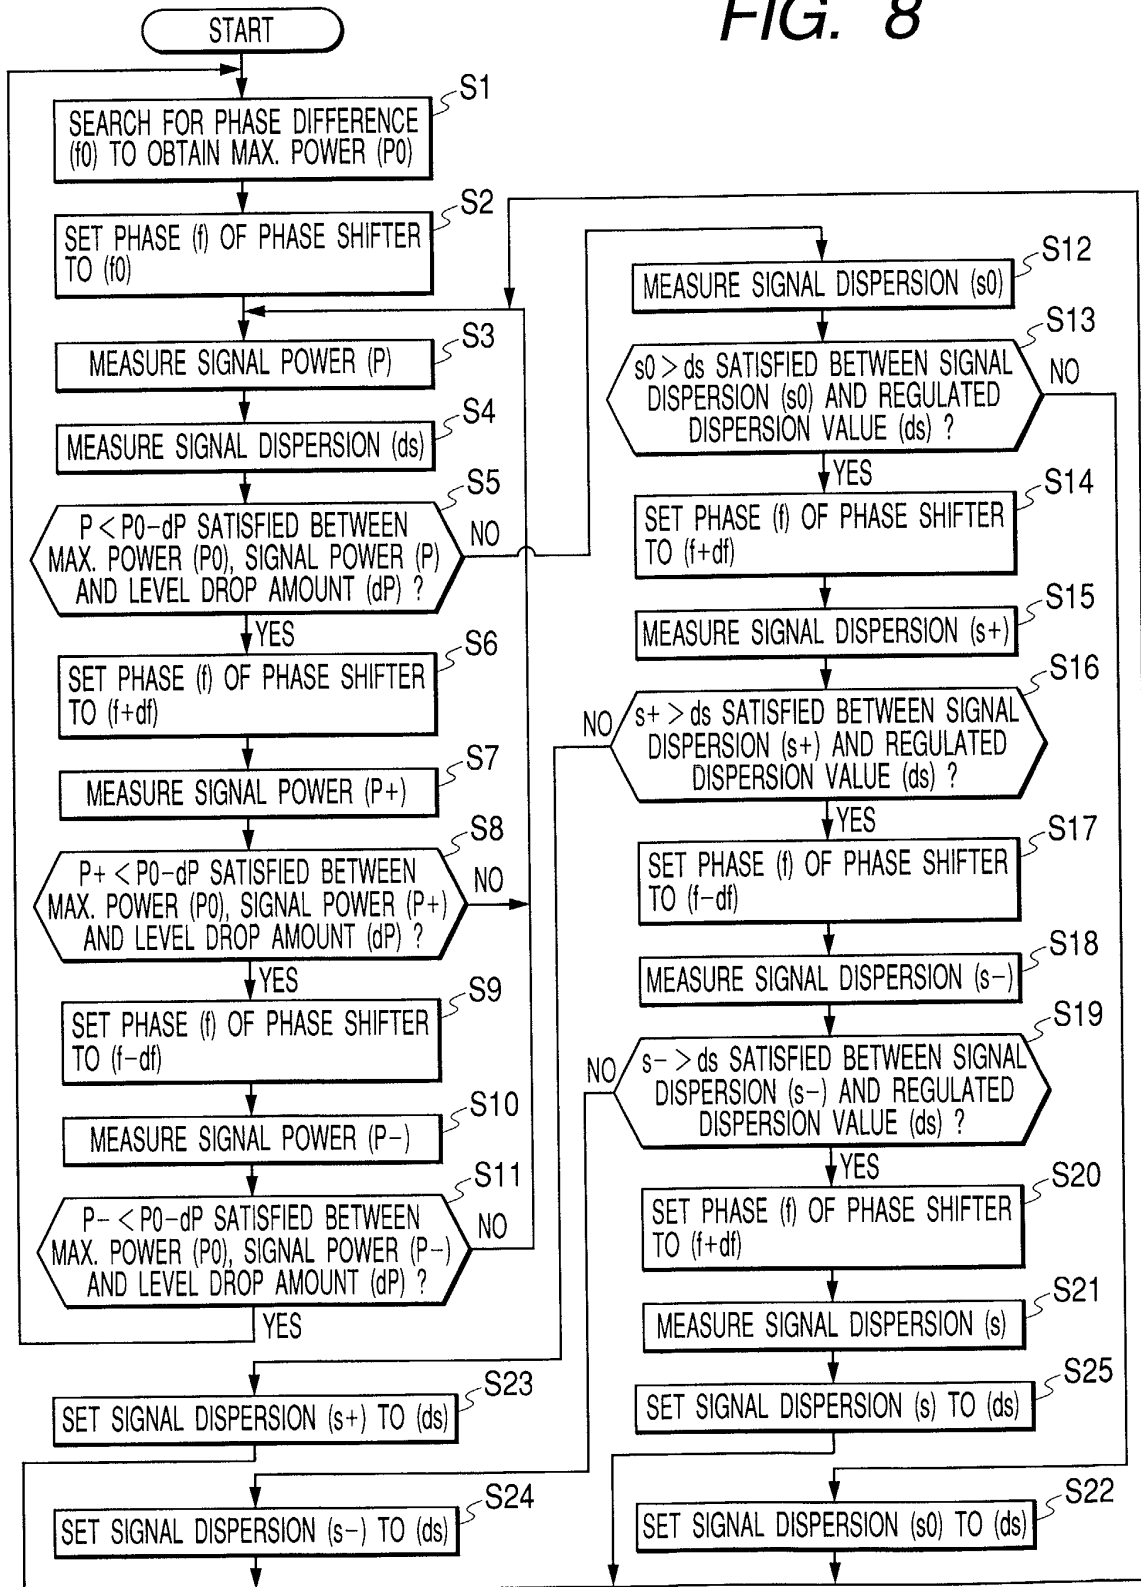 FIG. 8
START
S1
SEARCH FOR PHASE DIFFERENCE
(f0) TO OBTAIN MAX. POWER (P0)
S2
SET PHASE (f) OF PHASE SHIFTER
TO (f0)
S3
MEASURE SIGNAL POWER (P)
S4
MEASURE SIGNAL DISPERSION (ds)
S5
P < P0-dP SATISFIED BETWEEN
MAX. POWER (P0), SIGNAL POWER (P)
AND LEVEL DROP AMOUNT (dP) ?
NO
YES
S6
SET PHASE (f) OF PHASE SHIFTER
TO (f+df)
S7
MEASURE SIGNAL POWER (P+)
S8
P+ < P0-dP SATISFIED BETWEEN
MAX. POWER (P0), SIGNAL POWER (P+)
AND LEVEL DROP AMOUNT (dP) ?
NO
YES
S9
SET PHASE (f) OF PHASE SHIFTER
TO (f-df)
S10
MEASURE SIGNAL POWER (P-)
S11
P- < P0-dP SATISFIED BETWEEN
MAX. POWER (P0), SIGNAL POWER (P-)
AND LEVEL DROP AMOUNT (dP) ?
NO
YES
S12
MEASURE SIGNAL DISPERSION (s0)
S13
s0 > ds SATISFIED BETWEEN SIGNAL
DISPERSION (s0) AND REGULATED
DISPERSION VALUE (ds) ?
NO
YES
S14
SET PHASE (f) OF PHASE SHIFTER
TO (f+df)
S15
MEASURE SIGNAL DISPERSION (s+)
S16
NO
s+ > ds SATISFIED BETWEEN SIGNAL
DISPERSION (s+) AND REGULATED
DISPERSION VALUE (ds) ?
YES
S17
SET PHASE (f) OF PHASE SHIFTER
TO (f-df)
S18
MEASURE SIGNAL DISPERSION (s-)
S19
NO
s- > ds SATISFIED BETWEEN SIGNAL
DISPERSION (s-) AND REGULATED
DISPERSION VALUE (ds) ?
YES
S20
SET PHASE (f) OF PHASE SHIFTER
TO (f+df)
S21
MEASURE SIGNAL DISPERSION (s)
S25
SET SIGNAL DISPERSION (s) TO (ds)
S23
SET SIGNAL DISPERSION (s+) TO (ds)
S24
SET SIGNAL DISPERSION (s-) TO (ds)
S22
SET SIGNAL DISPERSION (s0) TO (ds)